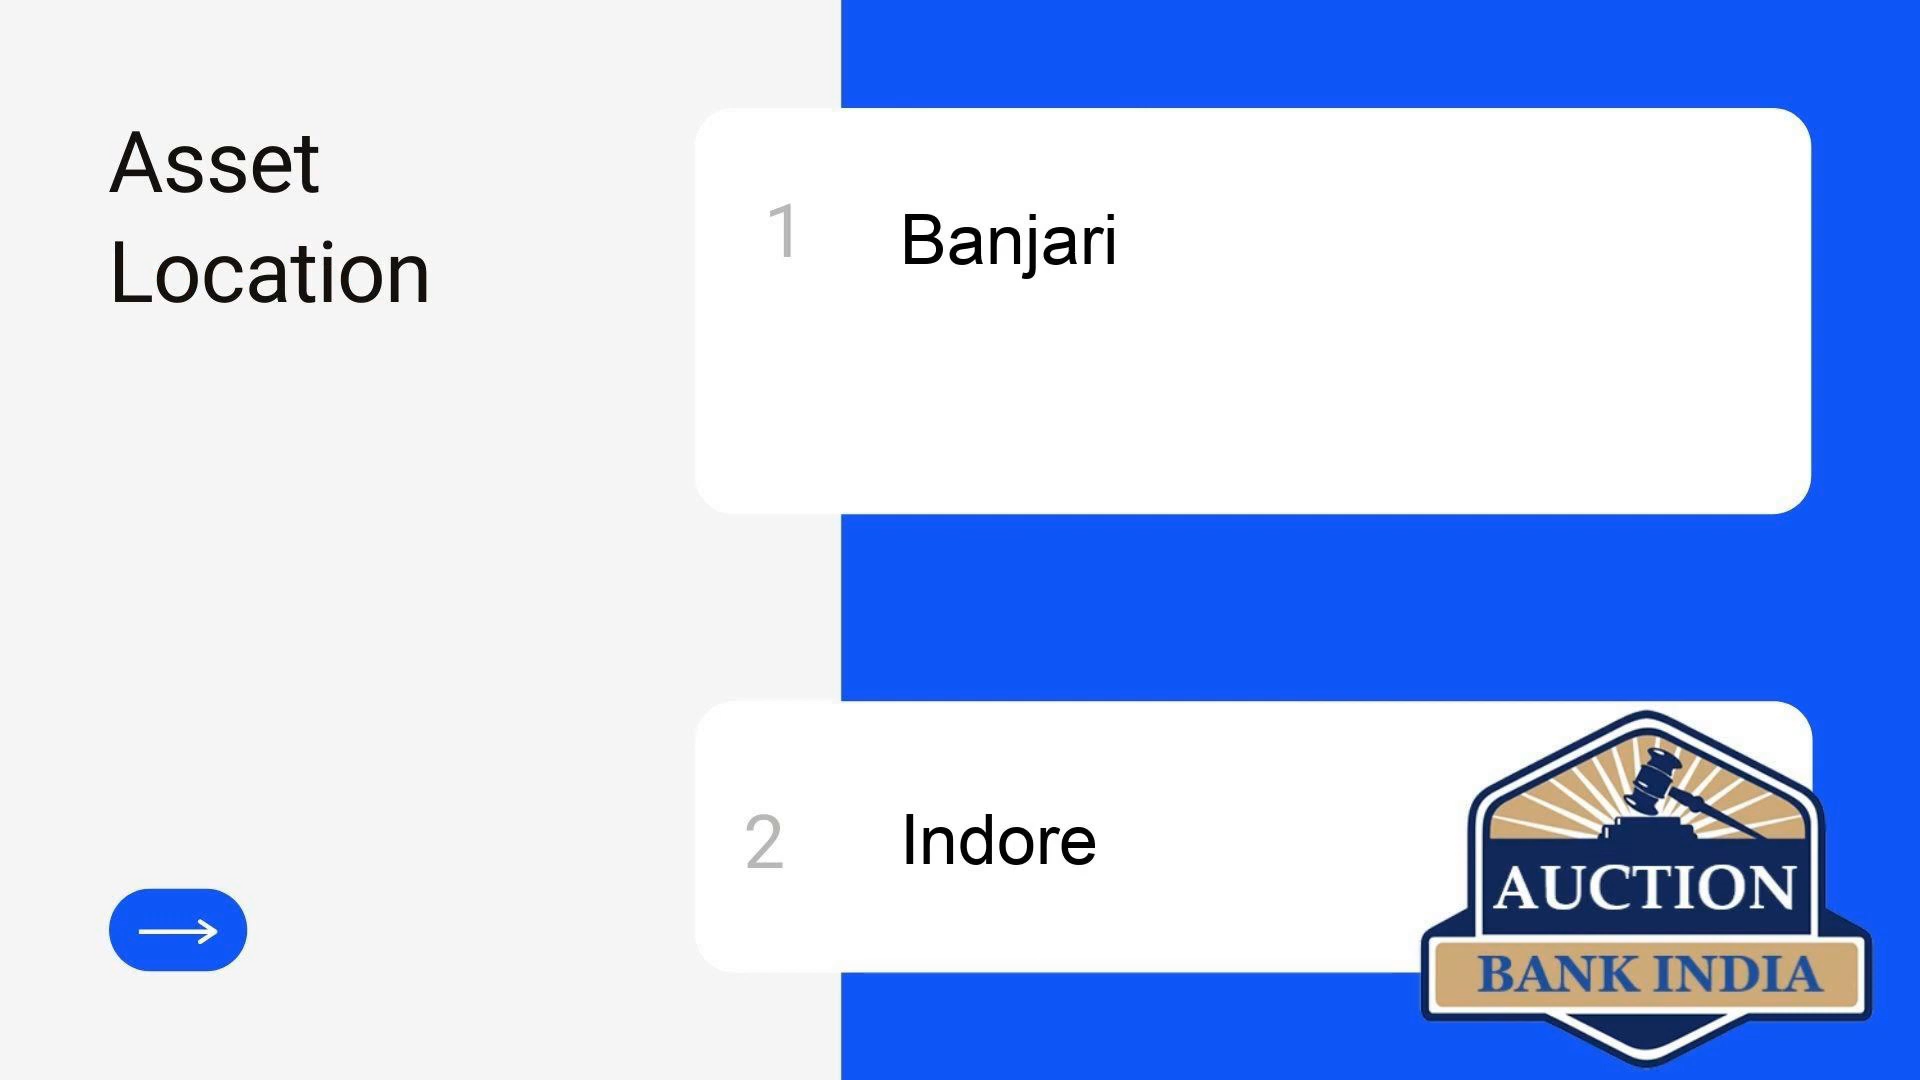 Asset
Location
1
Banjari
2
Indore
AUCTION
BANK INDIA